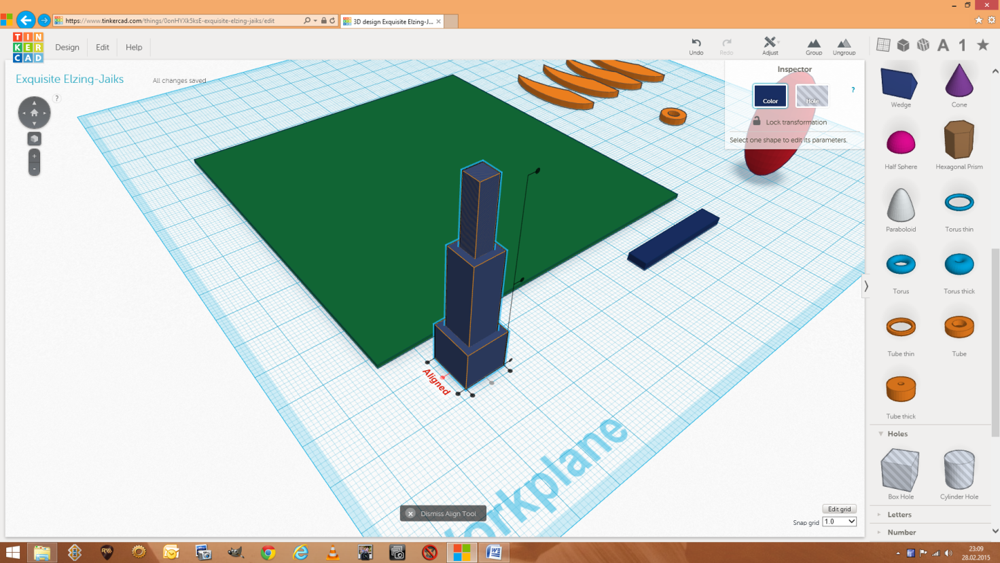 https://www.tinkercad.com/things/0onHYXk5ksE-exquisite-elzing-jaiks/edit
3D design Exquisite Elzing-J...
TIN
KER
CAD
Design
Edit
Help
Undo
Redo
Adjust
Group
Ungroup
A
1
Exquisite Elzing-Jaiks
All changes saved
?
+
-
Inspector
Color
Hole
?
Lock transformation
Select one shape to edit its parameters.
Wedge
Cone
Half Sphere
Hexagonal Prism
Paraboloid
Torus thin
Torus
Torus thick
Tube thin
Tube
Tube thick
Holes
Box Hole
Cylinder Hole
Letters
Number
Aligned
orkplane
Dismiss Align Tool
Edit grid
Snap grid
1.0
RW
W
23:09
28.02.2015